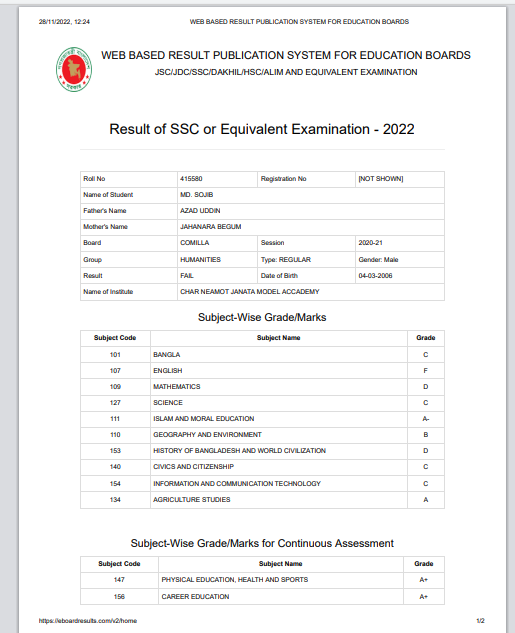 28/11/2022, 12:24 WEB BASED RESULT PUBLICATION SYSTEM FOR EDUCATION BOARDS
WEB BASED RESULT PUBLICATION SYSTEM FOR EDUCATION BOARDS
JSC/JDC/SSC/DAKHIL/HSC/ALIM AND EQUIVALENT EXAMINATION
Result of SSC or Equivalent Examination - 2022
Roll No 415580 Registration No [NOT SHOWN]
Name of Student MD. SOJIB
Father's Name AZAD UDDIN
Mother's Name JAHANARA BEGUM
Board COMILLA Session 2020-21
Group HUMANITIES Type: REGULAR Gender: Male
Result FAIL Date of Birth 04-03-2006
Name of Institute CHAR NEAMOT JANATA MODEL ACCADEMY
Subject-Wise Grade/Marks
Subject Code Subject Name Grade
101 BANGLA C
107 ENGLISH F
109 MATHEMATICS D
127 SCIENCE C
111 ISLAM AND MORAL EDUCATION A-
110 GEOGRAPHY AND ENVIRONMENT B
153 HISTORY OF BANGLADESH AND WORLD CIVILIZATION D
140 CIVICS AND CITIZENSHIP C
154 INFORMATION AND COMMUNICATION TECHNOLOGY C
134 AGRICULTURE STUDIES A
Subject-Wise Grade/Marks for Continuous Assessment
Subject Code Subject Name Grade
147 PHYSICAL EDUCATION, HEALTH AND SPORTS A+
156 CAREER EDUCATION A+
https://eboardresults.com/v2/home 1/2